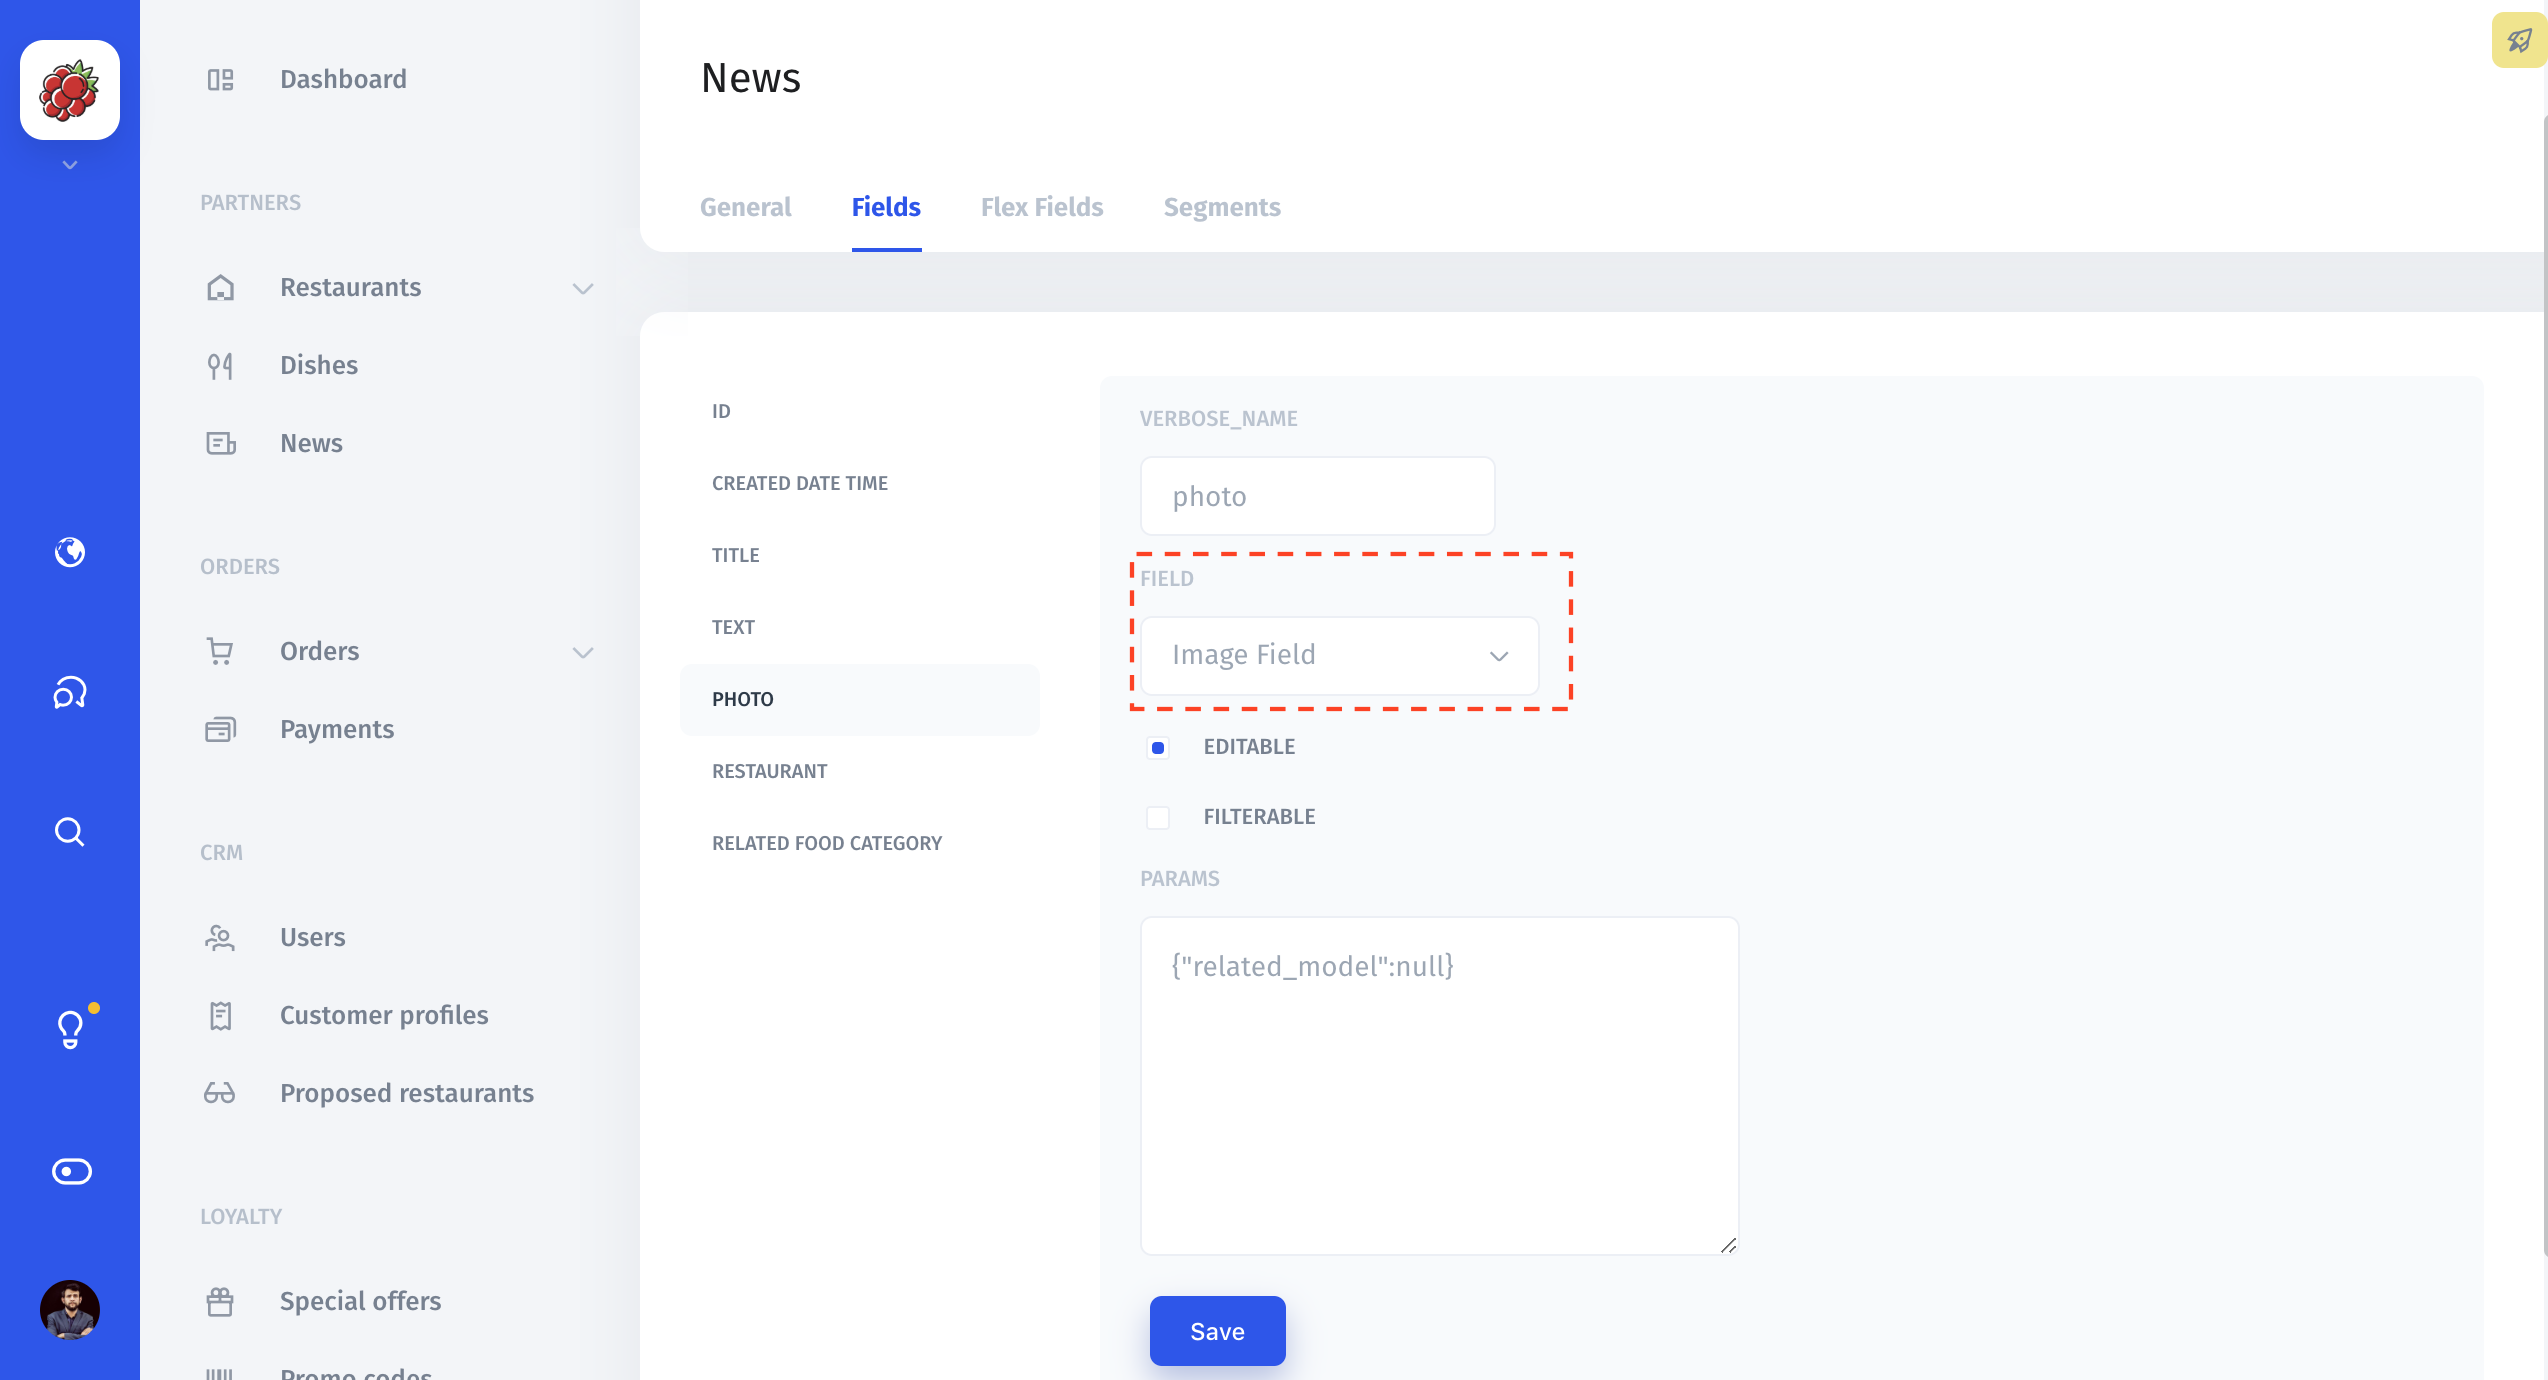 Dashboard
PARTNERS
Restaurants
Dishes
News
ORDERS
Orders
Payments
CRM
Users
Customer profiles
Proposed restaurants
LOYALTY
Special offers
Promo codes
News
General Fields Flex Fields Segments
ID
CREATED DATE TIME
TITLE
TEXT
PHOTO
RESTAURANT
RELATED FOOD CATEGORY
VERBOSE_NAME
photo
FIELD
Image Field
EDITABLE
FILTERABLE
PARAMS
{"related_model":null}
Save